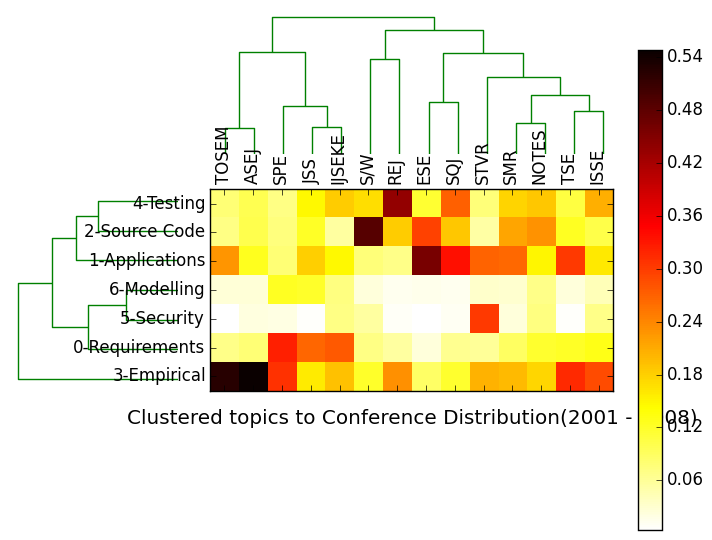 TOSEM ASEJ SPE JSS IJSEKE S/W REJ ESE SQJ STVR SMR NOTES TSE ISSE
4-Testing
2-Source Code
1-Applications
6-Modelling
5-Security
0-Requirements
3-Empirical
0.54
0.48
0.42
0.36
0.30
0.24
0.18
0.12
0.06
Clustered topics to Conference Distribution(2001 - 08)